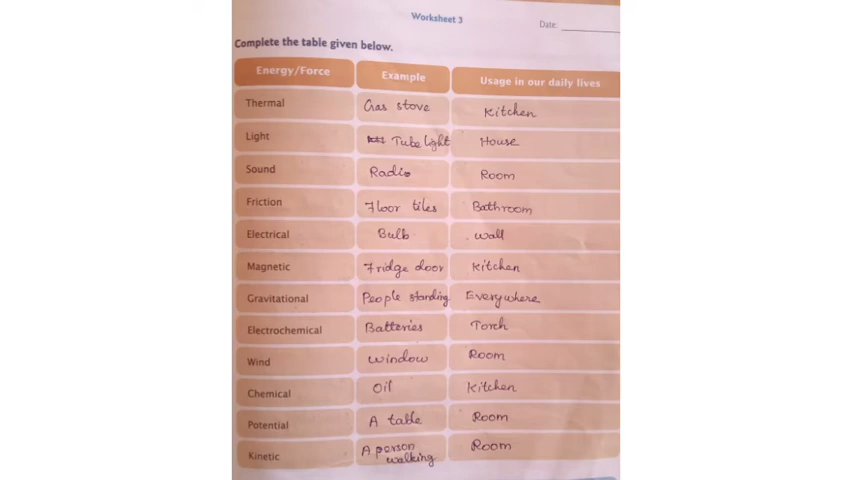 Worksheet 3
Date:
Complete the table given below.
Energy/Force Example Usage in our daily lives
Thermal Gas stove Kitchen
Light Tube light House
Sound Radio Room
Friction Floor tiles Bathroom
Electrical Bulb wall
Magnetic Fridge door Kitchen
Gravitational People standing Everywhere
Electrochemical Batteries Torch
Wind window Room
Chemical Oil Kitchen
Potential A table Room
Kinetic A person walking Room